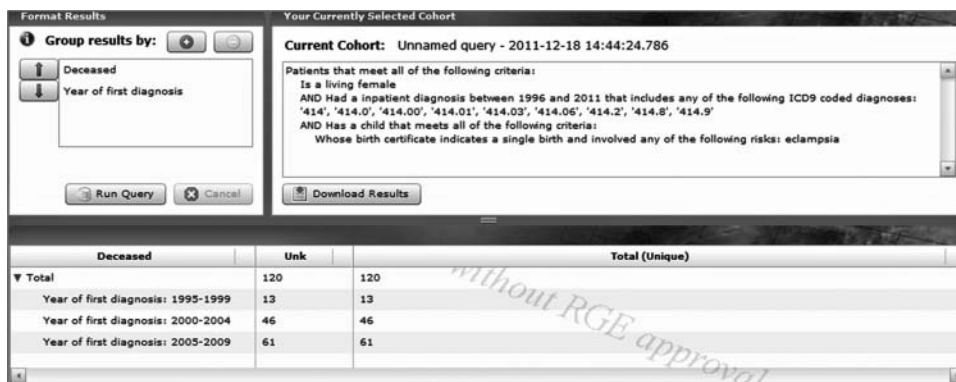 Format Results
Group results by:
Deceased
Year of first diagnosis
Run Query
Cancel
Your Currently Selected Cohort
Current Cohort: Unnamed query - 2011-12-18 14:44:24.786
Patients that meet all of the following criteria:
Is a living female
AND Had a inpatient diagnosis between 1996 and 2011 that includes any of the following ICD9 coded diagnoses:
'414', '414.0', '414.00', '414.01', '414.03', '414.06', '414.2', '414.8', '414.9'
AND Has a child that meets all of the following criteria:
Whose birth certificate indicates a single birth and involved any of the following risks: eclampsia
Download Results
Deceased Unk Total (Unique)
Total 120 120
Year of first diagnosis: 1995-1999 13 13
Year of first diagnosis: 2000-2004 46 46
Year of first diagnosis: 2005-2009 61 61
without RGE approval